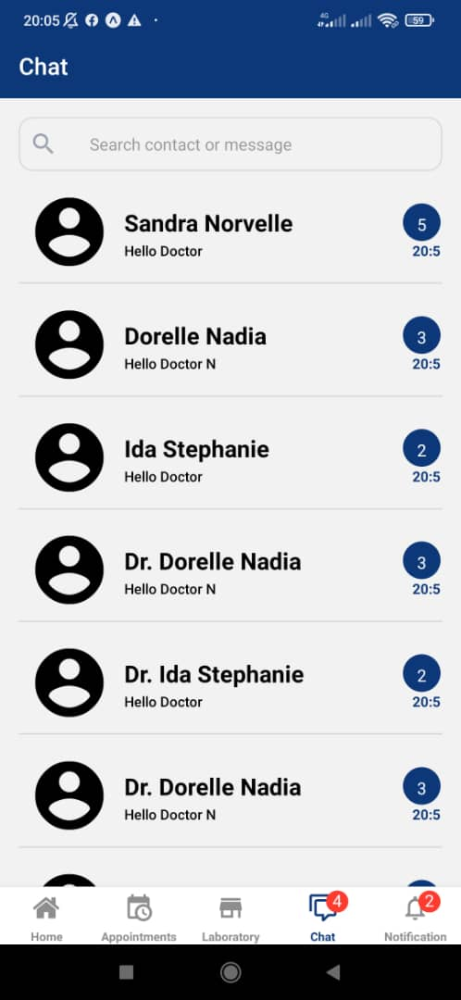 20:05
4G 59
Chat
Search contact or message
Sandra Norvelle 5
Hello Doctor 20:5
Dorelle Nadia 3
Hello Doctor N 20:5
Ida Stephanie 2
Hello Doctor 20:5
Dr. Dorelle Nadia 3
Hello Doctor N 20:5
Dr. Ida Stephanie 2
Hello Doctor 20:5
Dr. Dorelle Nadia 3
Hello Doctor N 20:5
4 2
Home Appointments Laboratory Chat Notification